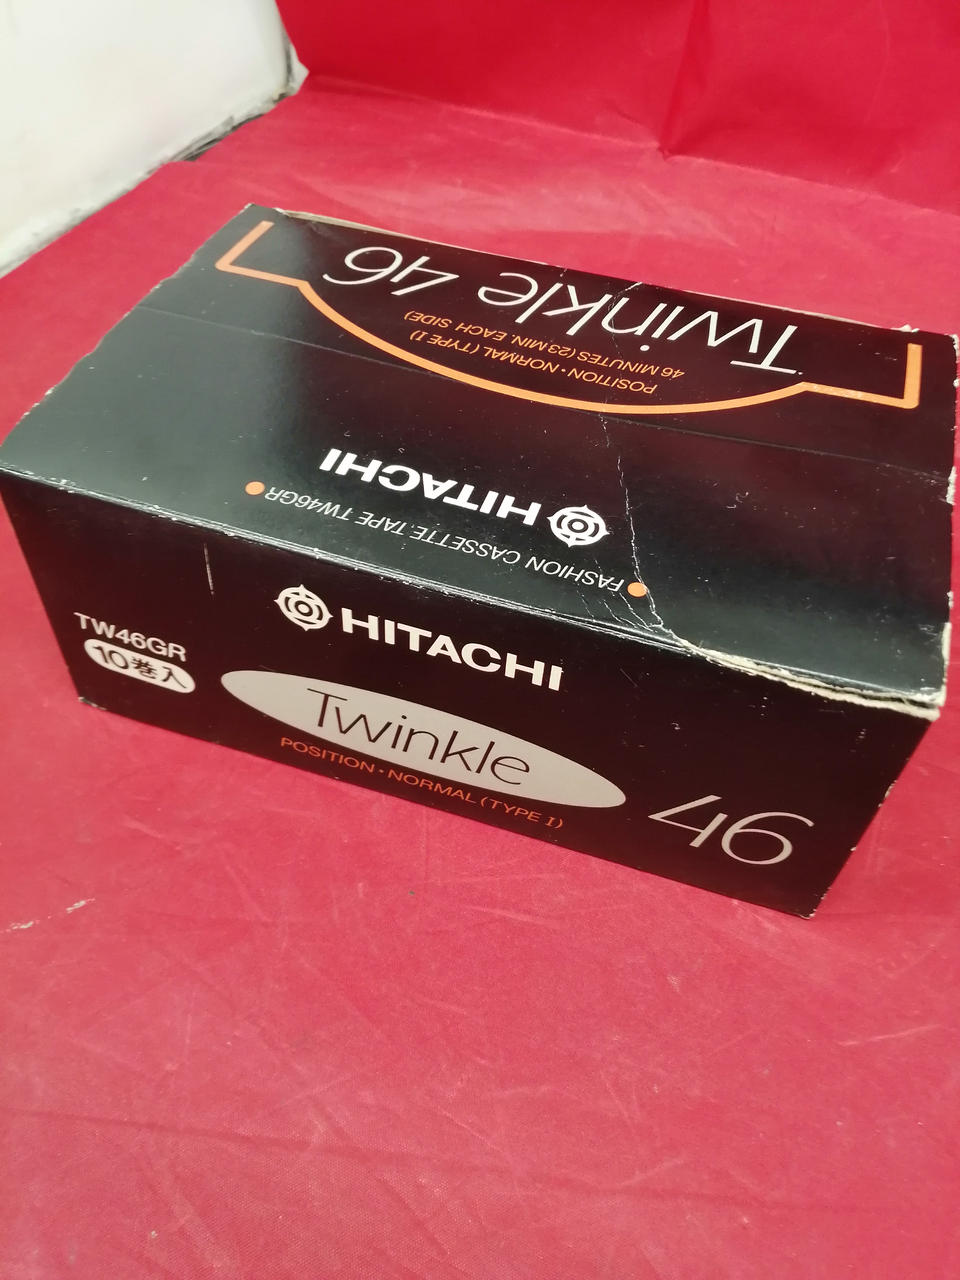 Twinkle 46
46 MINUTES (23 MIN. EACH SIDE)
POSITION・NORMAL (TYPE I)
HITACHI
FASHION CASSETTE TAPE TW46GR
HITACHI
TW46GR
10巻入
Twinkle
POSITION・NORMAL (TYPE I)
46